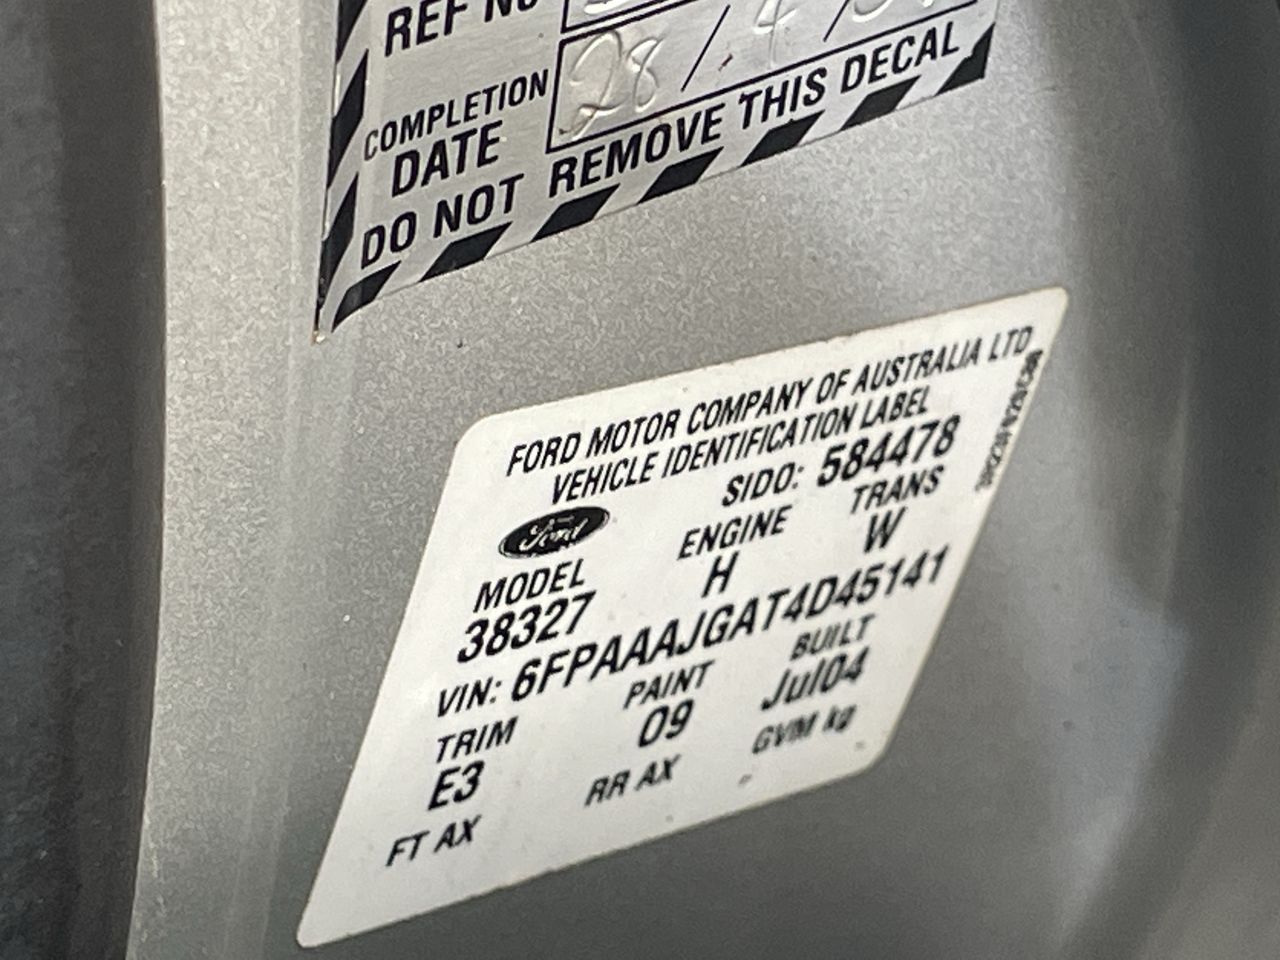 REF No
COMPLETION DATE
28 / 4 /
DO NOT REMOVE THIS DECAL
FORD MOTOR COMPANY OF AUSTRALIA LTD
VEHICLE IDENTIFICATION LABEL
SIDO: 584478
Ford
MODEL ENGINE TRANS
38327 H W
VIN: 6FPAAAJGAT4D45141
TRIM PAINT BUILT
E3 09 Jul04
FT AX RR AX GVM kg